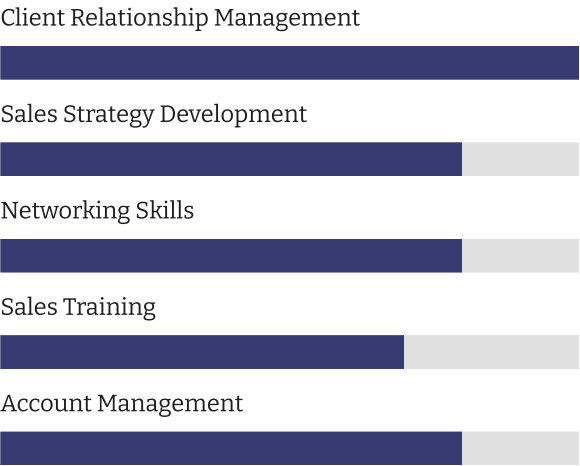 Client Relationship Management
Sales Strategy Development
Networking Skills
Sales Training
Account Management